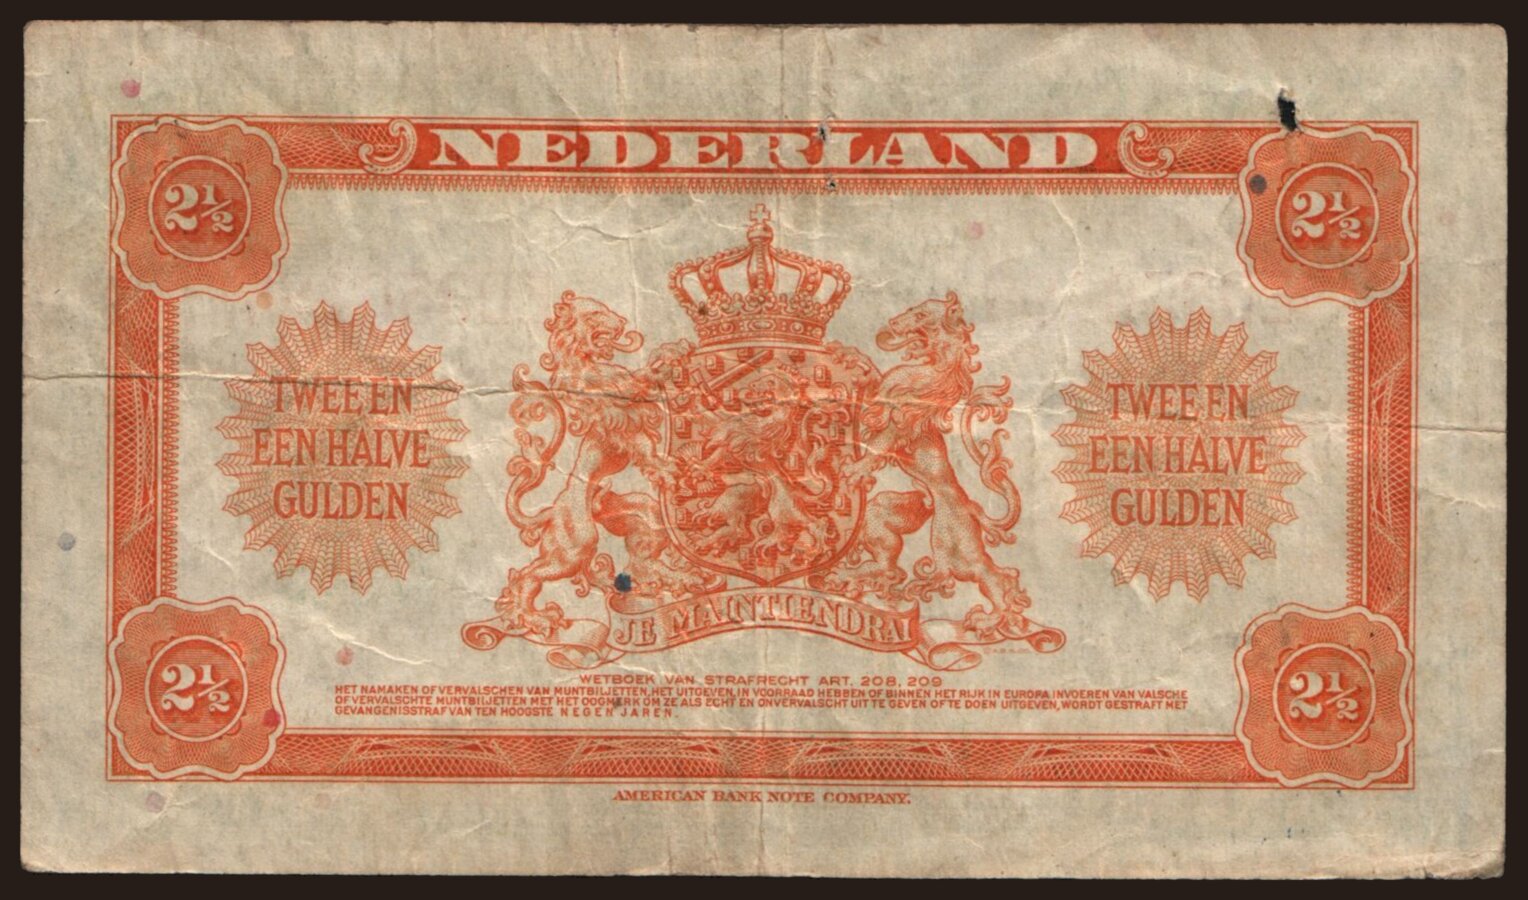 NEDERLAND
2½
2½
TWEE EN
EEN HALVE
GULDEN
TWEE EN
EEN HALVE
GULDEN
JE MAINTIENDRAI
WETBOEK VAN STRAFRECHT ART. 208, 209
HET NAMAKEN OF VERVALSCHEN VAN MUNTBILJETTEN, HET UITGEVEN, IN VOORRAAD HEBBEN OF BINNEN HET RIJK IN EUROPA INVOEREN VAN VALSCHE
OF VERVALSCHTE MUNTBILJETTEN MET HET OOGMERK OM ZE ALS ECHT EN ONVERVALSCHT UIT TE GEVEN OF TE DOEN UITGEVEN, WORDT GESTRAFT MET
GEVANGENISSTRAF VAN TEN HOOGSTE NEGEN JAREN.
2½
2½
AMERICAN BANK NOTE COMPANY.